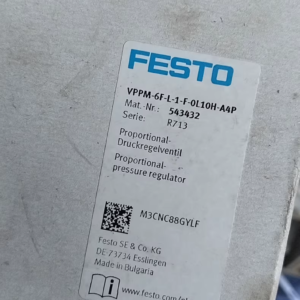 FESTO
VPPM-6F-L-1-F-0L10H-A4P
Mat.-Nr.: 543432
Serie: R713
Proportional-
Druckregelventil
Proportional-
pressure regulator
M3CNC88GYLF
Festo SE & Co. KG
DE-73734 Esslingen
Made in Bulgaria
www.festo.com